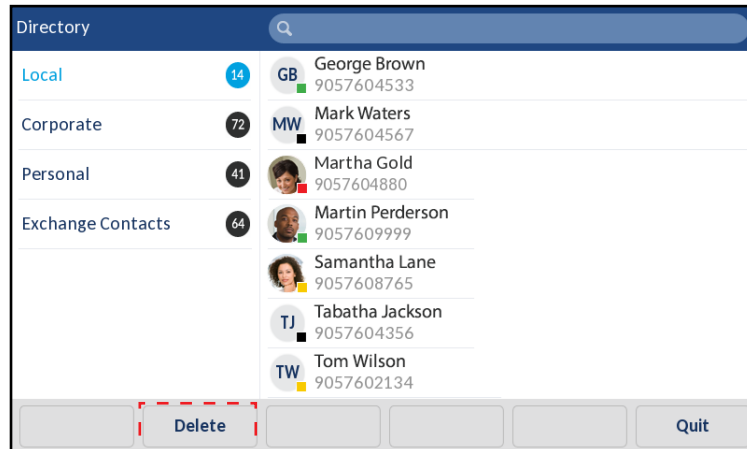 Directory
Local 14
Corporate 72
Personal 41
Exchange Contacts 64
GB George Brown
9057604533
MW Mark Waters
9057604567
Martha Gold
9057604880
Martin Perderson
9057609999
Samantha Lane
9057608765
TJ Tabatha Jackson
9057604356
TW Tom Wilson
9057602134
Delete Quit